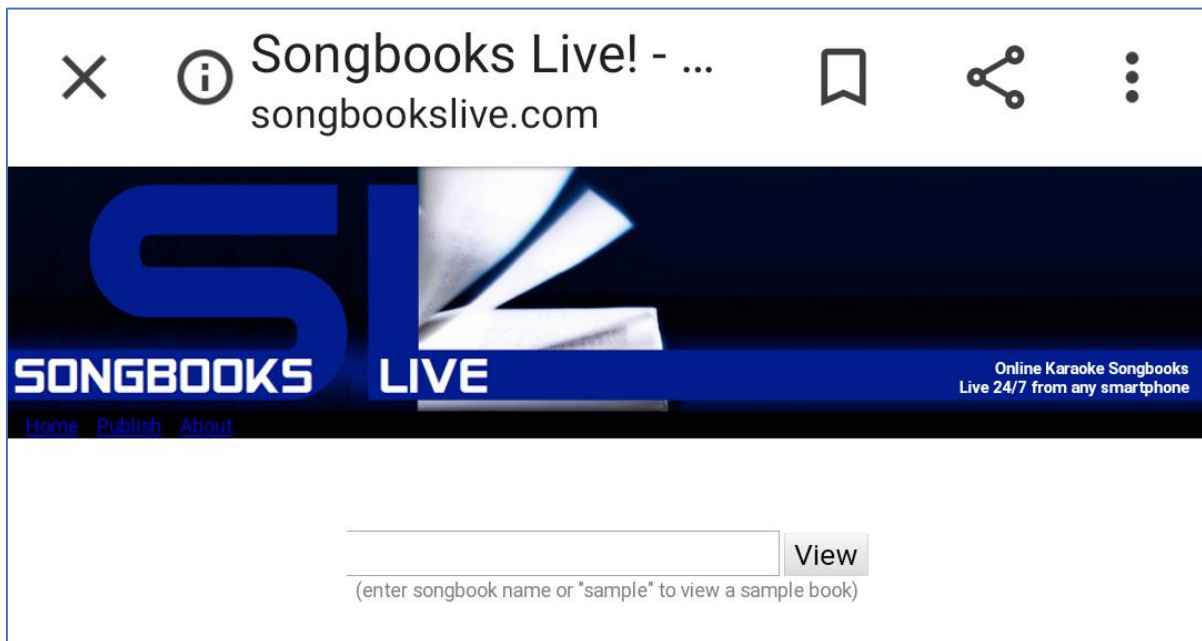 Songbooks Live! - ...
songbookslive.com
SL
SONGBOOKS LIVE
Online Karaoke Songbooks
Live 24/7 from any smartphone
Home Publish About
View
(enter songbook name or "sample" to view a sample book)